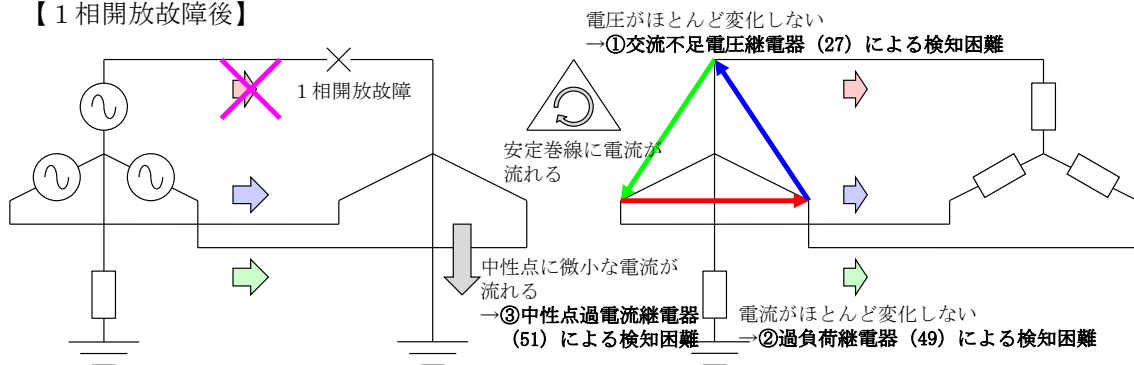 【１相開放故障後】
電圧がほとんど変化しない
→①交流不足電圧継電器（27）による検知困難
１相開放故障
安定巻線に電流が
流れる
中性点に微小な電流が
流れる
→③中性点過電流継電器
（51）による検知困難
電流がほとんど変化しない
→②過負荷継電器（49）による検知困難